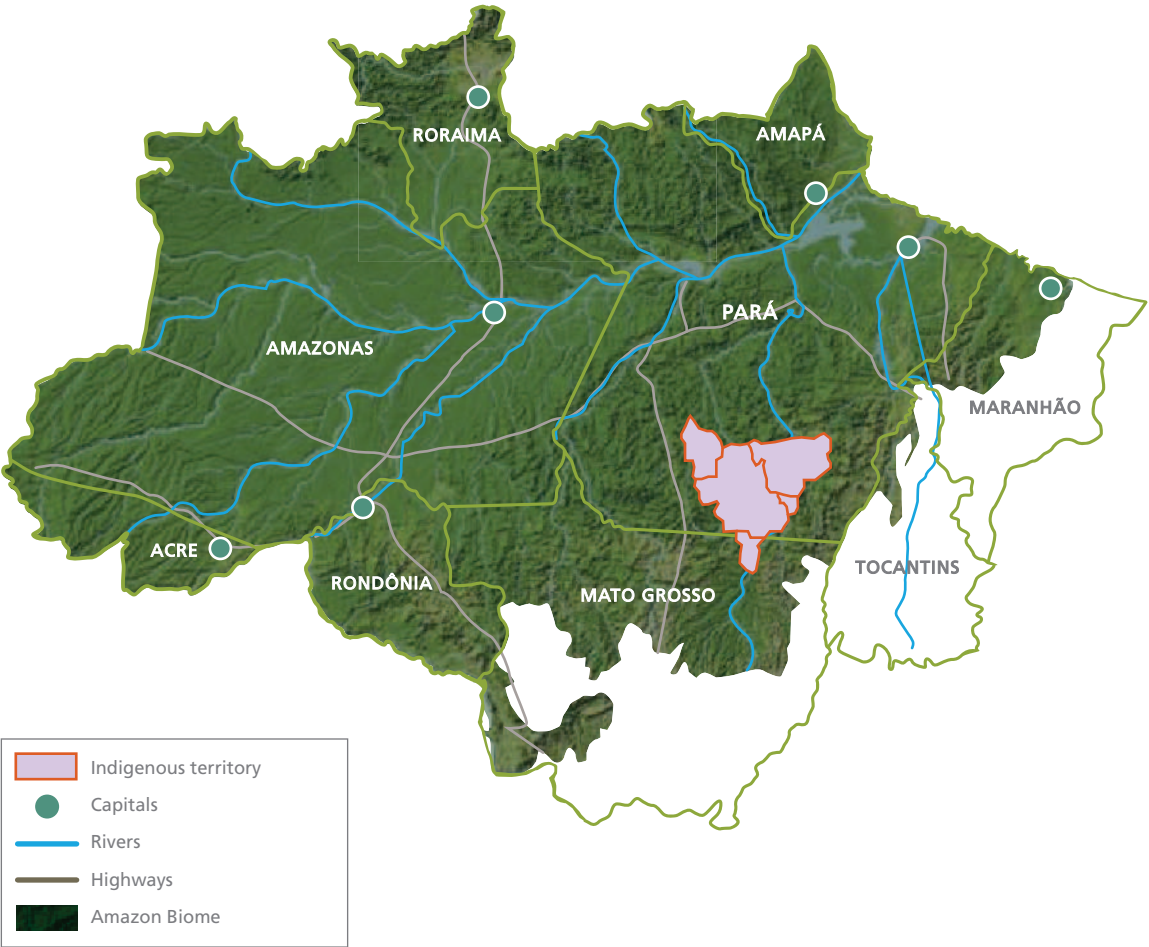 RORAIMA
AMAPÁ
PARÁ
AMAZONAS
MARANHÃO
ACRE
RONDÔNIA
MATO GROSSO
TOCANTINS
Indigenous territory
Capitals
Rivers
Highways
Amazon Biome